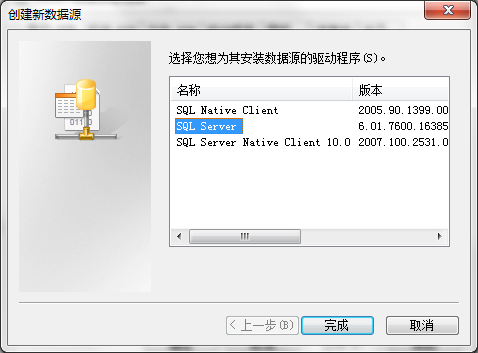 创建新数据源
选择您想为其安装数据源的驱动程序(S)。
名称 版本
SQL Native Client 2005.90.1399.00
SQL Server 6.01.7600.16385
SQL Server Native Client 10.0 2007.100.2531.0
< 上一步(B) 完成 取消